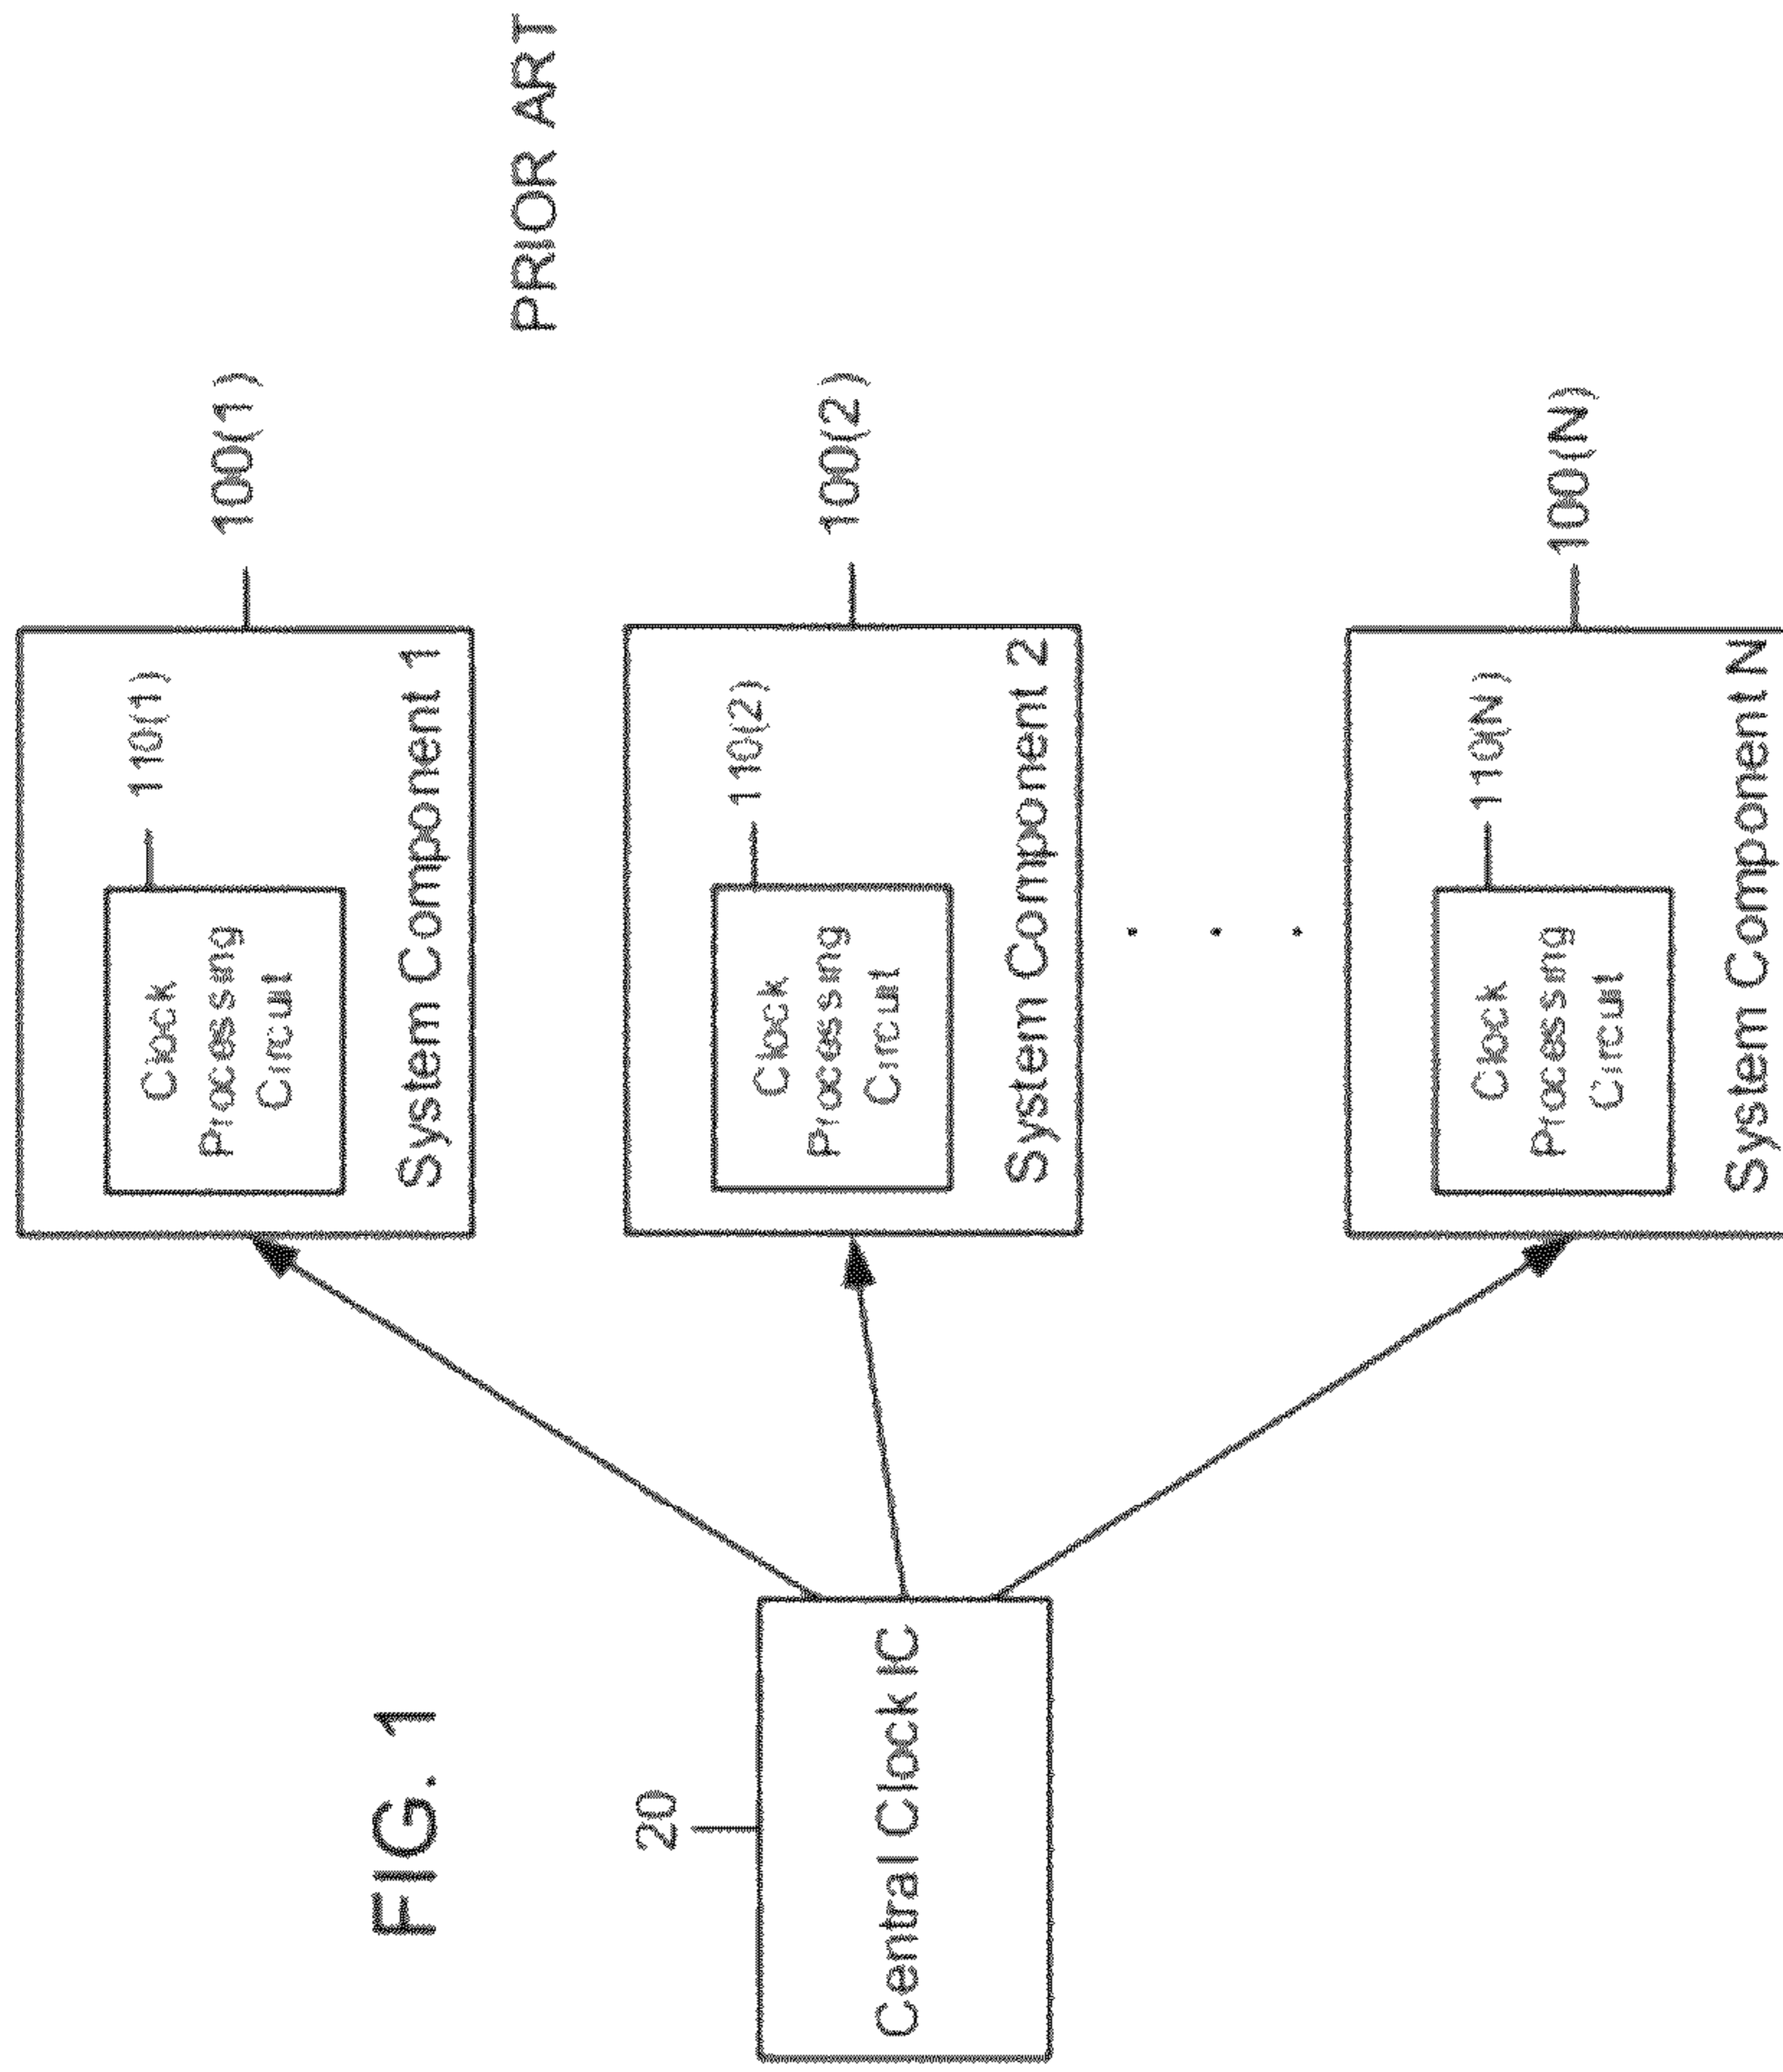 FIG. 1
PRIOR ART
20
Central Clock IC
Clock
Processing
Circuit
110(1)
System Component 1
100(1)
Clock
Processing
Circuit
110(2)
System Component 2
100(2)
. . .
Clock
Processing
Circuit
110(N)
System Component N
100(N)